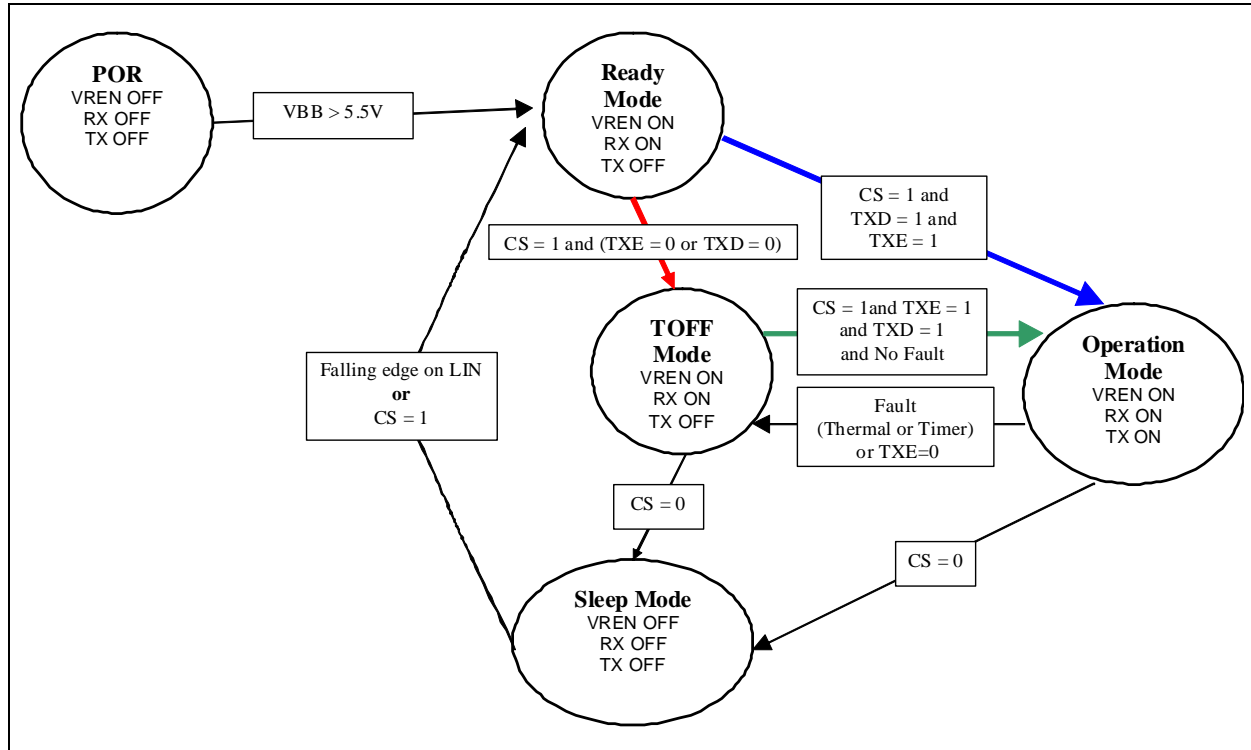 POR
VREN OFF
RX OFF
TX OFF
VBB > 5.5V
Ready
Mode
VREN ON
RX ON
TX OFF
CS = 1 and
TXD = 1 and
TXE = 1
CS = 1 and (TXE = 0 or TXD = 0)
TOFF
Mode
VREN ON
RX ON
TX OFF
CS = 1and TXE = 1
and TXD = 1
and No Fault
Operation
Mode
VREN ON
RX ON
TX ON
Falling edge on LIN
or
CS = 1
Fault
(Thermal or Timer)
or TXE=0
CS = 0
CS = 0
Sleep Mode
VREN OFF
RX OFF
TX OFF